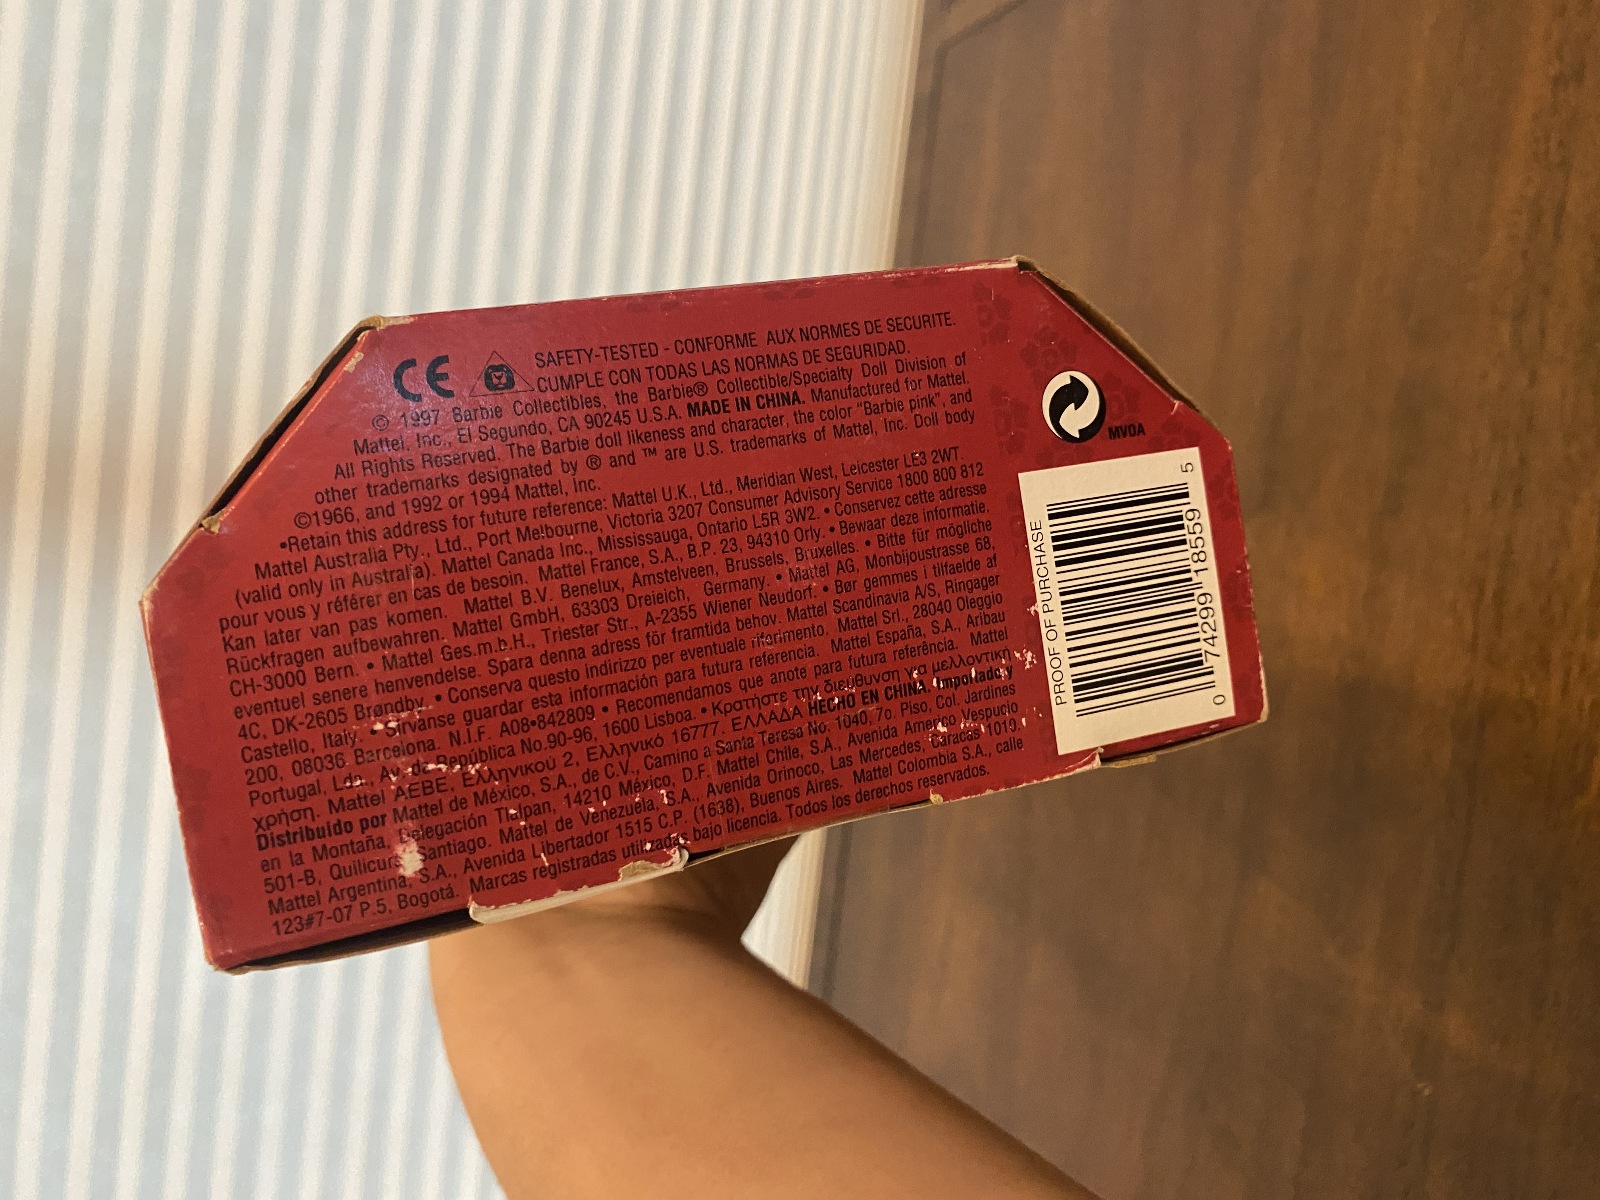 CE
SAFETY-TESTED - CONFORME AUX NORMES DE SECURITE.
CUMPLE CON TODAS LAS NORMAS DE SEGURIDAD.
© 1997 Barbie Collectibles, the Barbie® Collectible/Specialty Doll Division of
Mattel, Inc., El Segundo, CA 90245 U.S.A. MADE IN CHINA. Manufactured for Mattel.
All Rights Reserved. The Barbie doll likeness and character, the color "Barbie pink", and
other trademarks designated by ® and ™ are U.S. trademarks of Mattel, Inc. Doll body
©1966, and 1992 or 1994 Mattel, Inc.
•Retain this address for future reference: Mattel U.K., Ltd., Meridian West, Leicester LE3 2WT.
Mattel Australia Pty., Ltd., Port Melbourne, Victoria 3207 Consumer Advisory Service 1800 800 812
(valid only in Australia). Mattel Canada Inc., Mississauga, Ontario L5R 3W2. • Conservez cette adresse
pour vous y référer en cas de besoin. Mattel France, S.A., B.P. 23, 94310 Orly. • Bewaar deze informatie.
Kan later van pas komen. Mattel B.V. Benelux, Amstelveen, Brussels, Bruxelles. • Bitte für mögliche
Rückfragen aufbewahren. Mattel GmbH, 63303 Dreieich, Germany. • Mattel AG, Monbijoustrasse 68,
CH-3000 Bern. • Mattel Ges.m.b.H., Triester Str., A-2355 Wiener Neudorf. • Bør gemmes i tilfaelde af
eventuel senere henvendelse. Spara denna adress för framtida behov. Mattel Scandinavia A/S, Ringager
4C, DK-2605 Brøndby. • Conserva questo indirizzo per eventuale riferimento. Mattel Srl., 28040 Oleggio
Castello, Italy. • Sírvanse guardar esta información para futura referencia. Mattel España, S.A., Aribau
200, 08036 Barcelona. N.I.F. A08•842809 • Recomendamos que anote para futura referência. Mattel
Portugal, Lda., Av. da República No.90-96, 1600 Lisboa. • Κρατήστε την διεύθυνση για μελλοντική
χρήση. Mattel AEBE, Ελληνικού 2, Ελληνικό 16777. ΕΛΛΑΔΑ HECHO EN CHINA. Importado y
Distribuido por Mattel de México, S.A., de C.V., Camino a Santa Teresa No. 1040, 7o. Piso, Col. Jardines
en la Montaña, Delegación Tlalpan, 14210 México, D.F. Mattel Chile, S.A., Avenida Americo Vespucio
501-B, Quilicura Santiago. Mattel de Venezuela, S.A., Avenida Orinoco, Las Mercedes, Caracas 1010.
Mattel Argentina, S.A., Avenida Libertador 1515 C.P. (1638), Buenos Aires. Mattel Colombia S.A., calle
123#7-07 P.5, Bogotá. Marcas registradas utilizadas bajo licencia. Todos los derechos reservados.
MVOA
PROOF OF PURCHASE
0 74299 18559 5